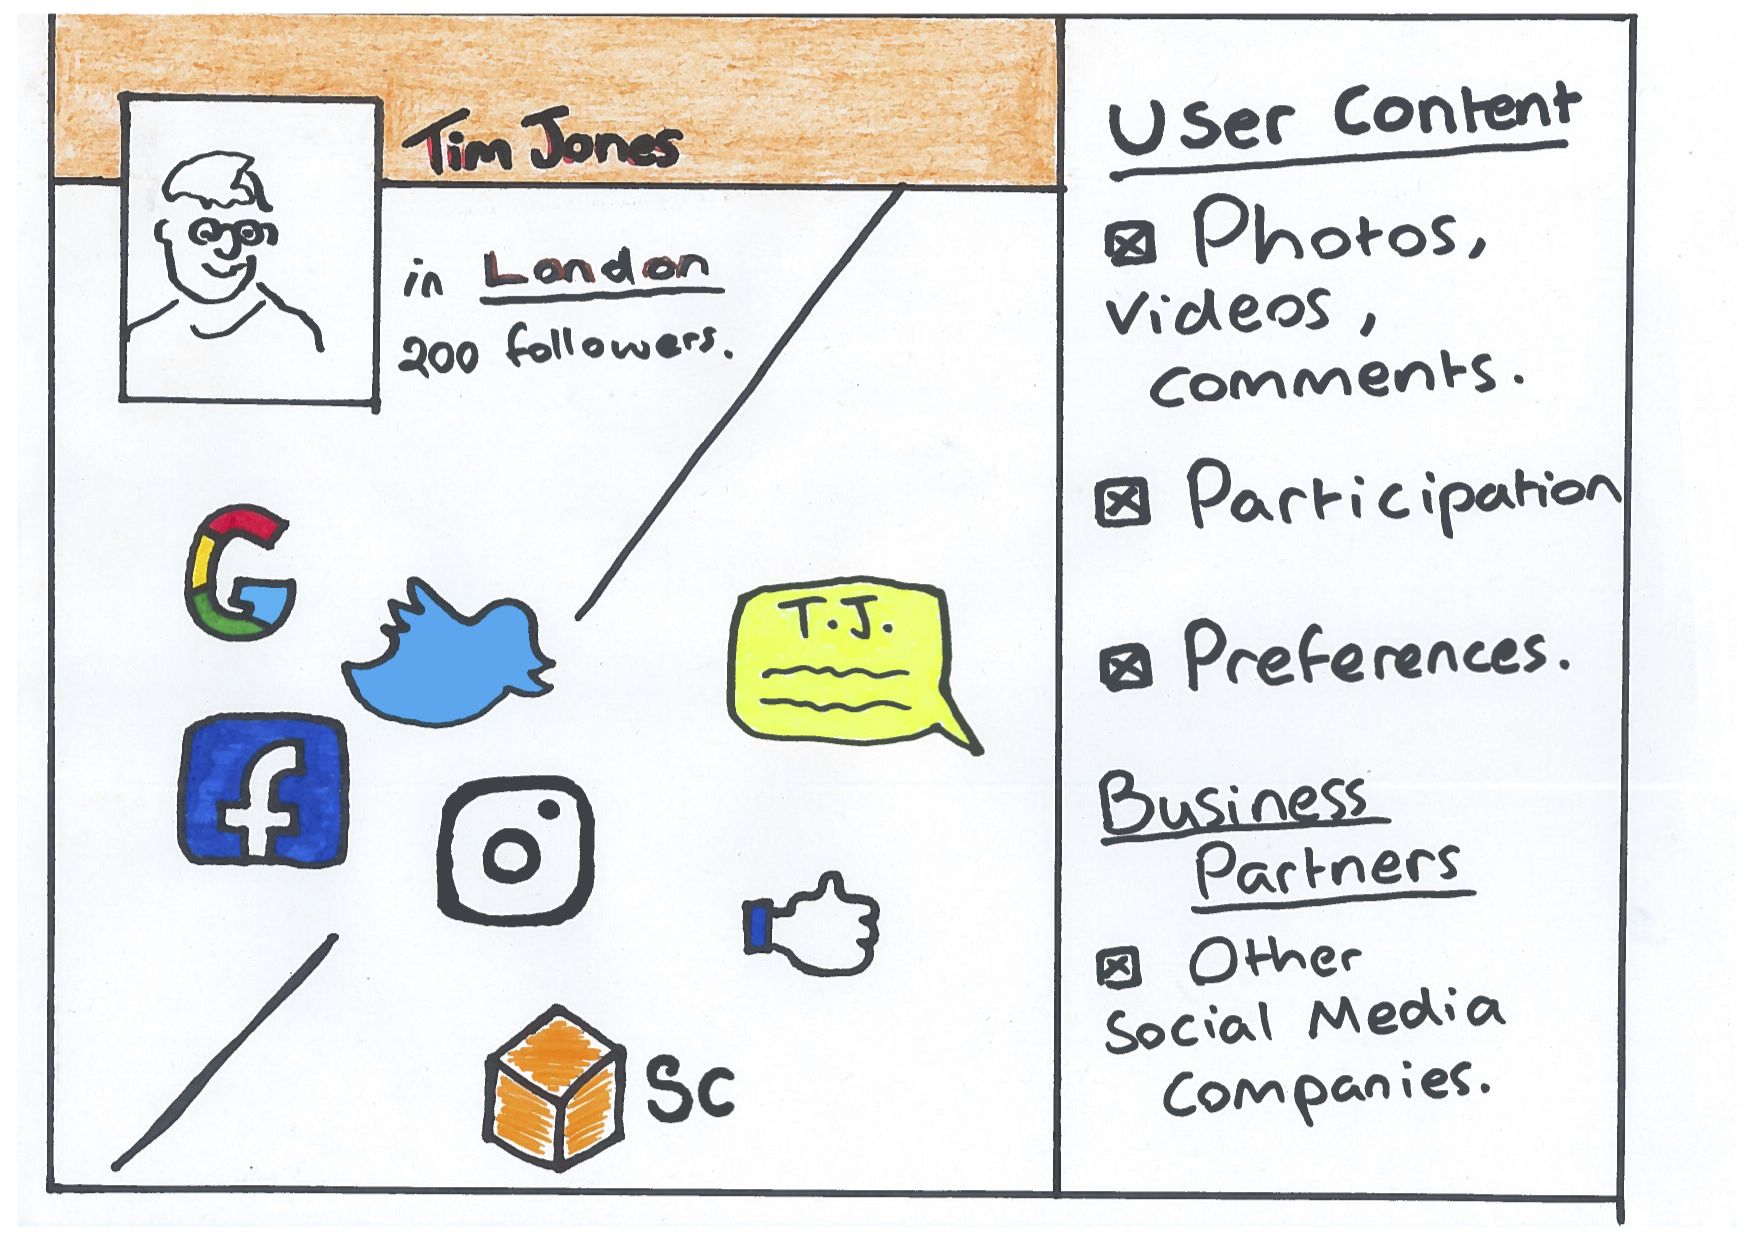 Tim Jones
in London
200 followers.
T.J.
Sc
User Content
Photos,
videos,
comments.
Participation
Preferences.
Business
Partners
Other
Social Media
Companies.